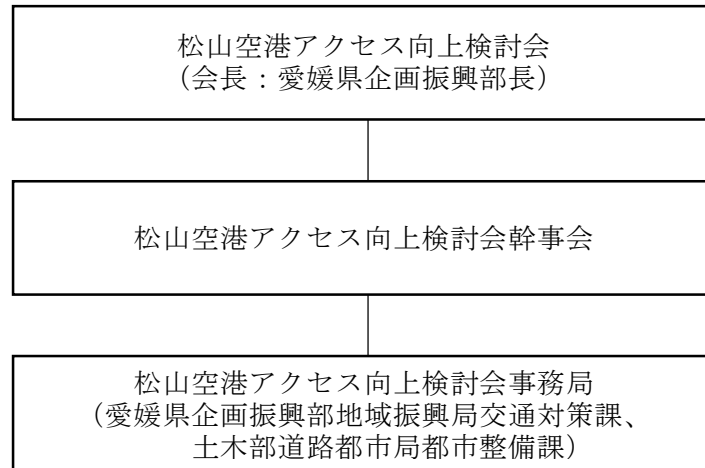 松山空港アクセス向上検討会
(会長：愛媛県企画振興部長)
松山空港アクセス向上検討会幹事会
松山空港アクセス向上検討会事務局
(愛媛県企画振興部地域振興局交通対策課、
土木部道路都市局都市整備課)